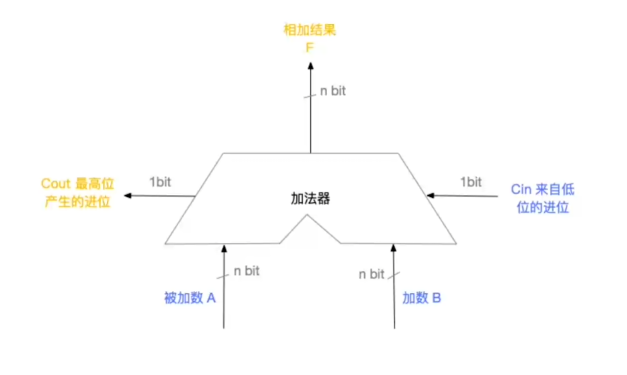 相加结果
F
n bit
Cout 最高位
产生的进位
1bit
加法器
1bit
Cin 来自低
位的进位
n bit
被加数 A
n bit
加数 B